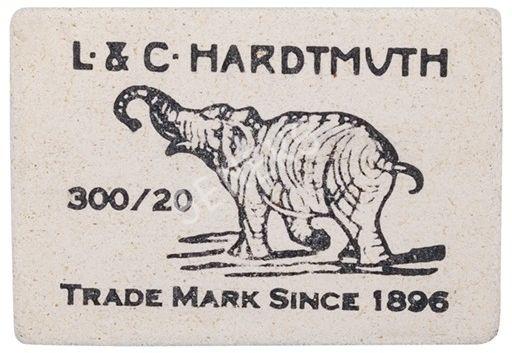 L·&C·HARDTMUTH
300/20
TRADE MARK SINCE 1896